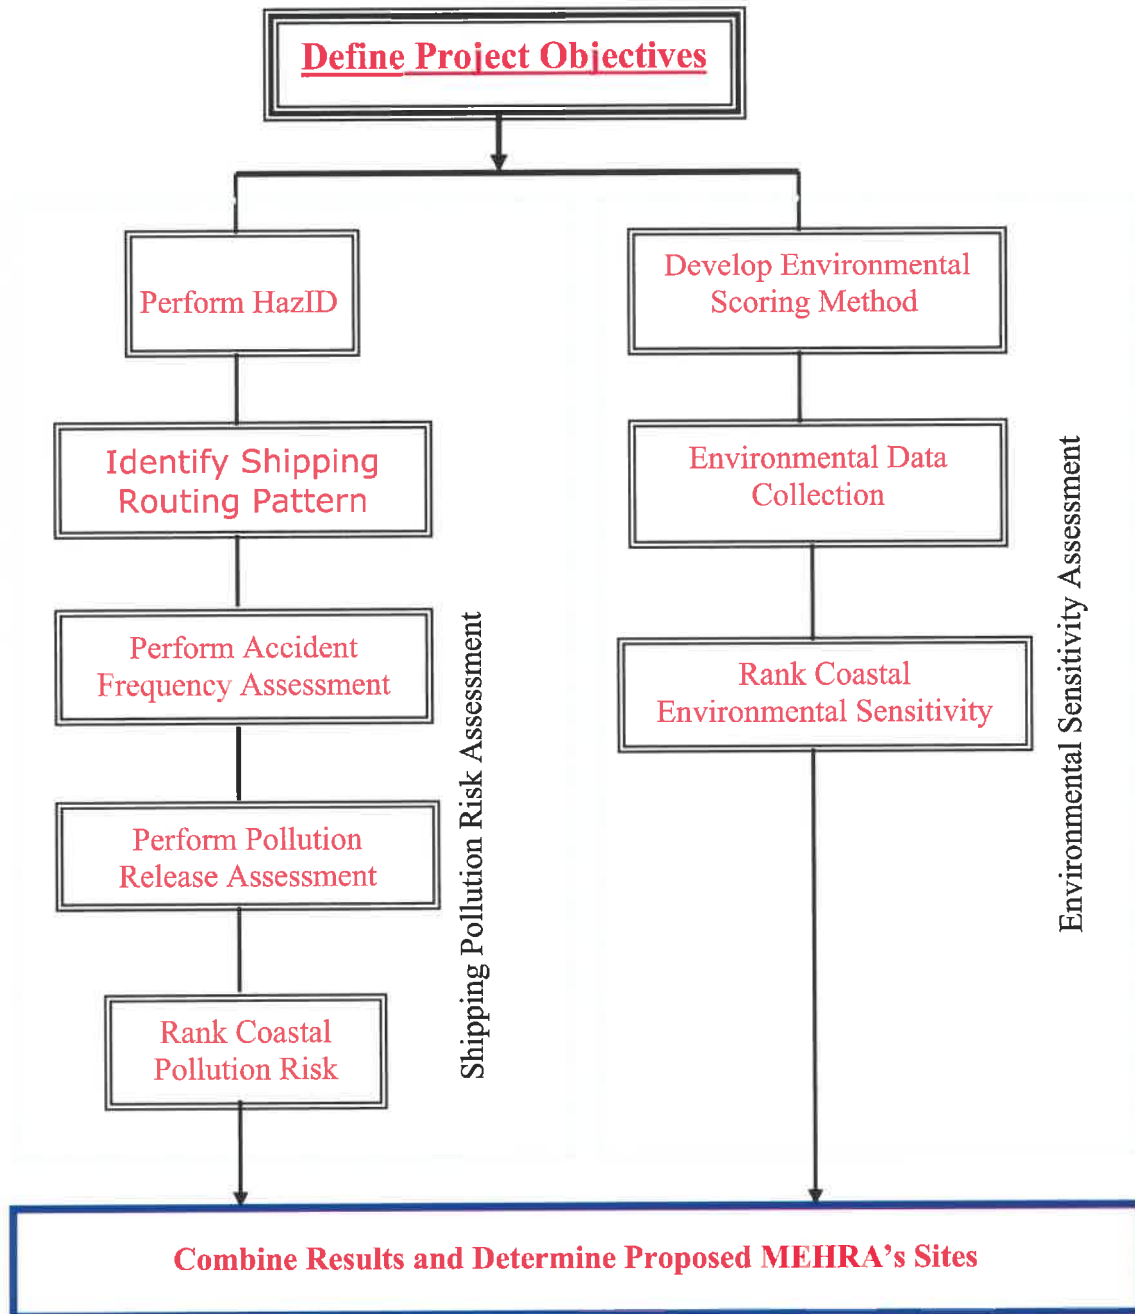 Define Project Objectives
Perform HazID
Identify Shipping
Routing Pattern
Perform Accident
Frequency Assessment
Perform Pollution
Release Assessment
Rank Coastal
Pollution Risk
Shipping Pollution Risk Assessment
Develop Environmental
Scoring Method
Environmental Data
Collection
Rank Coastal
Environmental Sensitivity
Environmental Sensitivity Assessment
Combine Results and Determine Proposed MEHRA's Sites